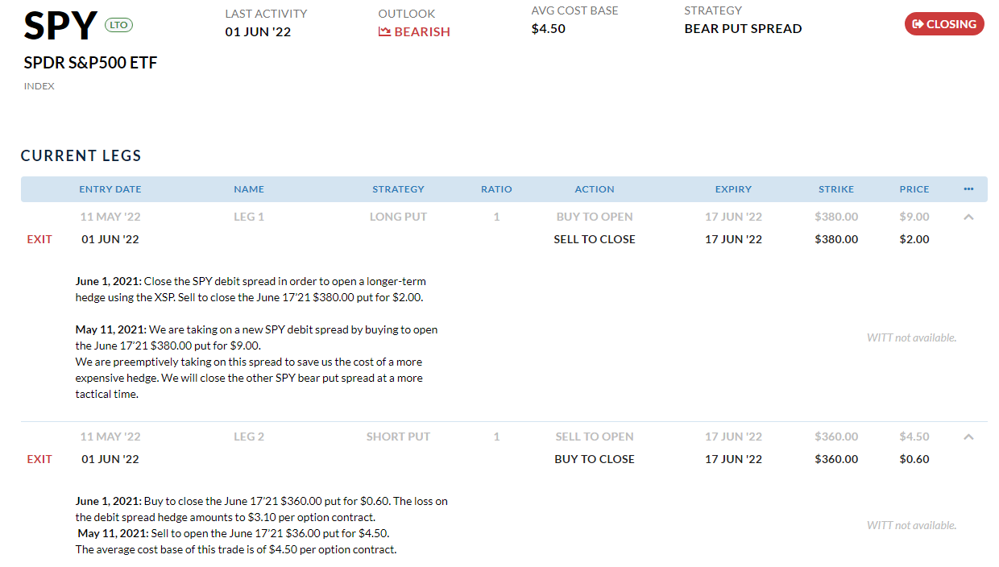 SPY LTO
LAST ACTIVITY
01 JUN '22
OUTLOOK
BEARISH
AVG COST BASE
$4.50
STRATEGY
BEAR PUT SPREAD
CLOSING
SPDR S&P500 ETF
INDEX
CURRENT LEGS
ENTRY DATE NAME STRATEGY RATIO ACTION EXPIRY STRIKE PRICE •••
11 MAY '22 LEG 1 LONG PUT 1 BUY TO OPEN 17 JUN '22 $380.00 $9.00
EXIT 01 JUN '22 SELL TO CLOSE 17 JUN '22 $380.00 $2.00
June 1, 2021: Close the SPY debit spread in order to open a longer-term
hedge using the XSP. Sell to close the June 17'21 $380.00 put for $2.00.
May 11, 2021: We are taking on a new SPY debit spread by buying to open
the June 17'21 $380.00 put for $9.00.
We are preemptively taking on this spread to save us the cost of a more
expensive hedge. We will close the other SPY bear put spread at a more
tactical time.
WITT not available.
11 MAY '22 LEG 2 SHORT PUT 1 SELL TO OPEN 17 JUN '22 $360.00 $4.50
EXIT 01 JUN '22 BUY TO CLOSE 17 JUN '22 $360.00 $0.60
June 1, 2021: Buy to close the June 17'21 $360.00 put for $0.60. The loss on
the debit spread hedge amounts to $3.10 per option contract.
May 11, 2021: Sell to open the June 17'21 $36.00 put for $4.50.
The average cost base of this trade is of $4.50 per option contract.
WITT not available.